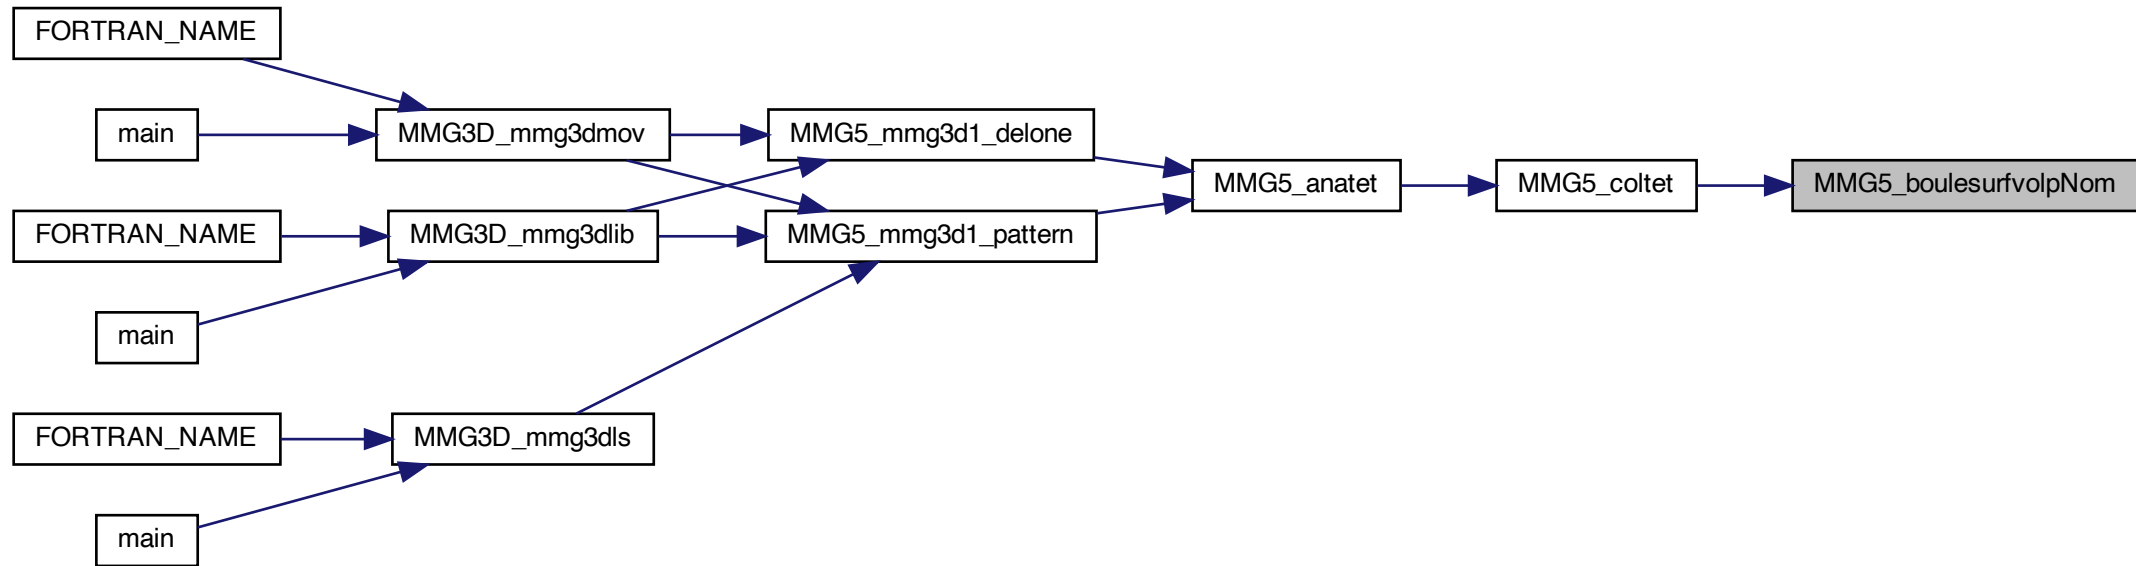 FORTRAN_NAME
main
MMG3D_mmg3dmov
MMG5_mmg3d1_delone
MMG5_anatet
MMG5_coltet
MMG5_boulesurfvolpNom
FORTRAN_NAME
MMG3D_mmg3dlib
MMG5_mmg3d1_pattern
main
FORTRAN_NAME
MMG3D_mmg3dls
main